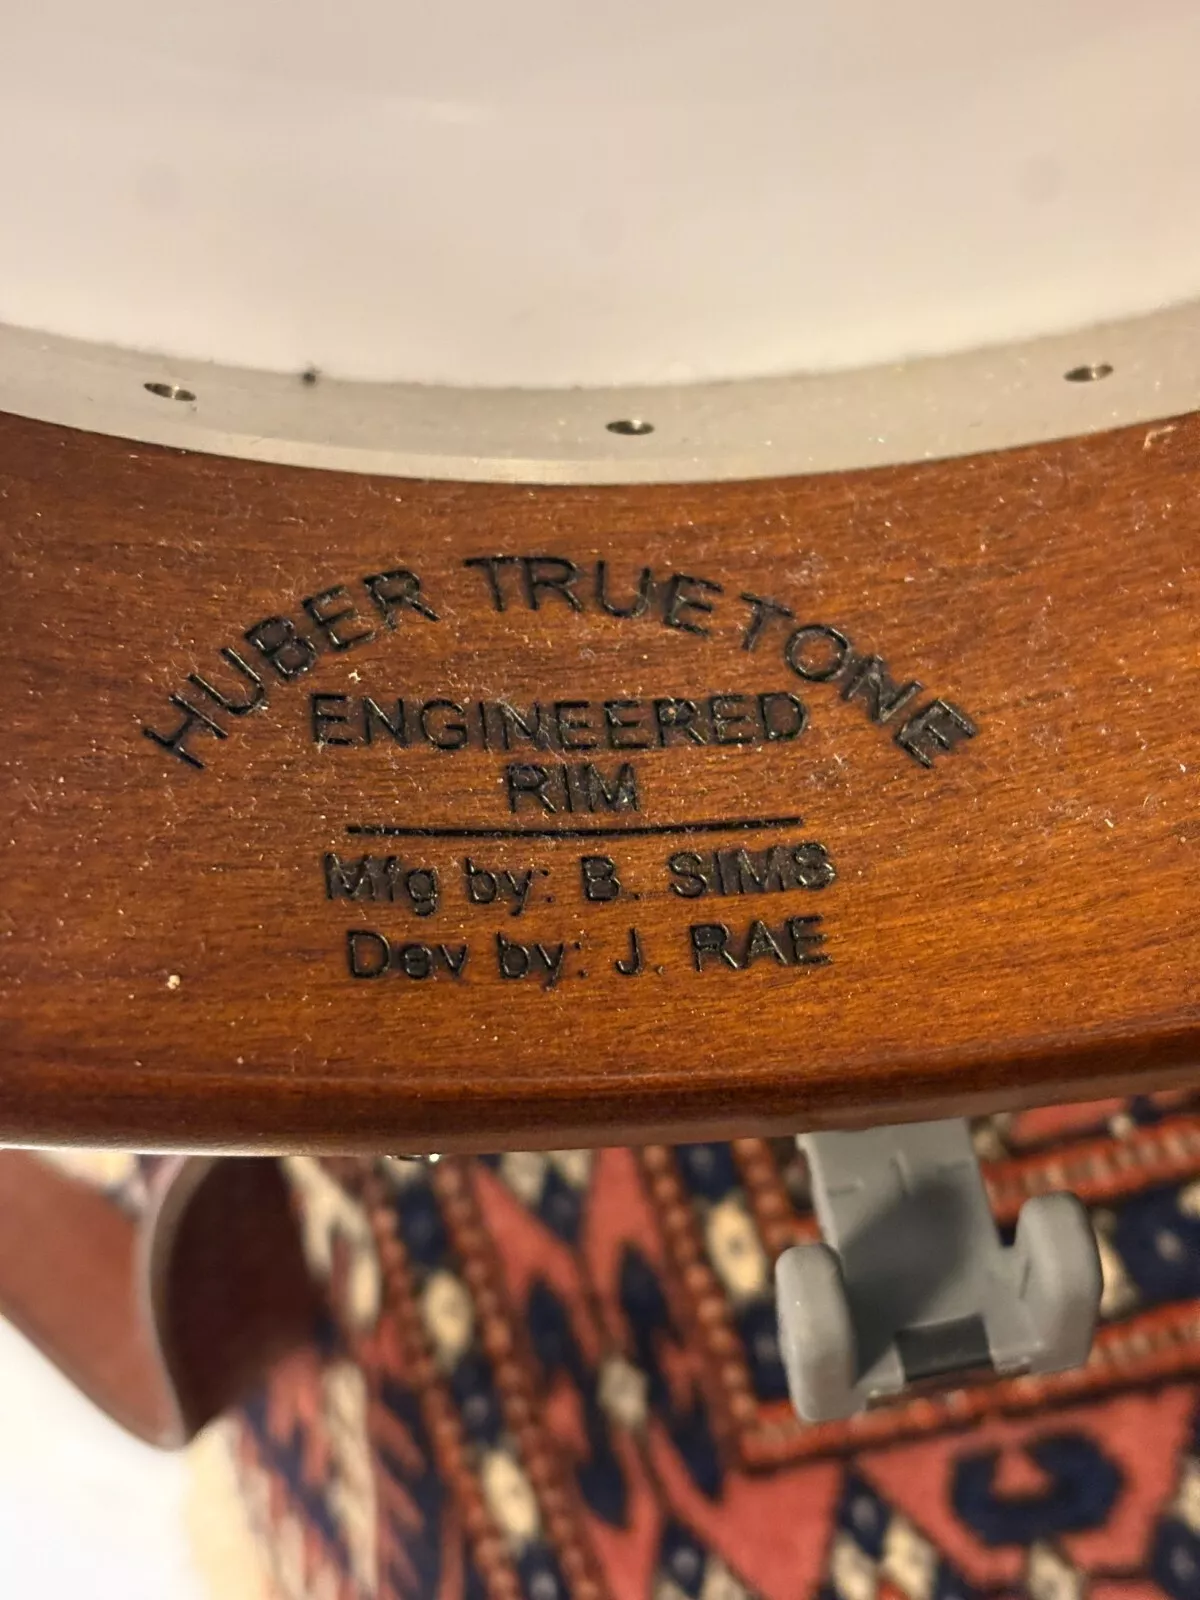 HUBER TRUETONE
ENGINEERED
RIM
Mfg by: B. SIMS
Dev by: J. RAE